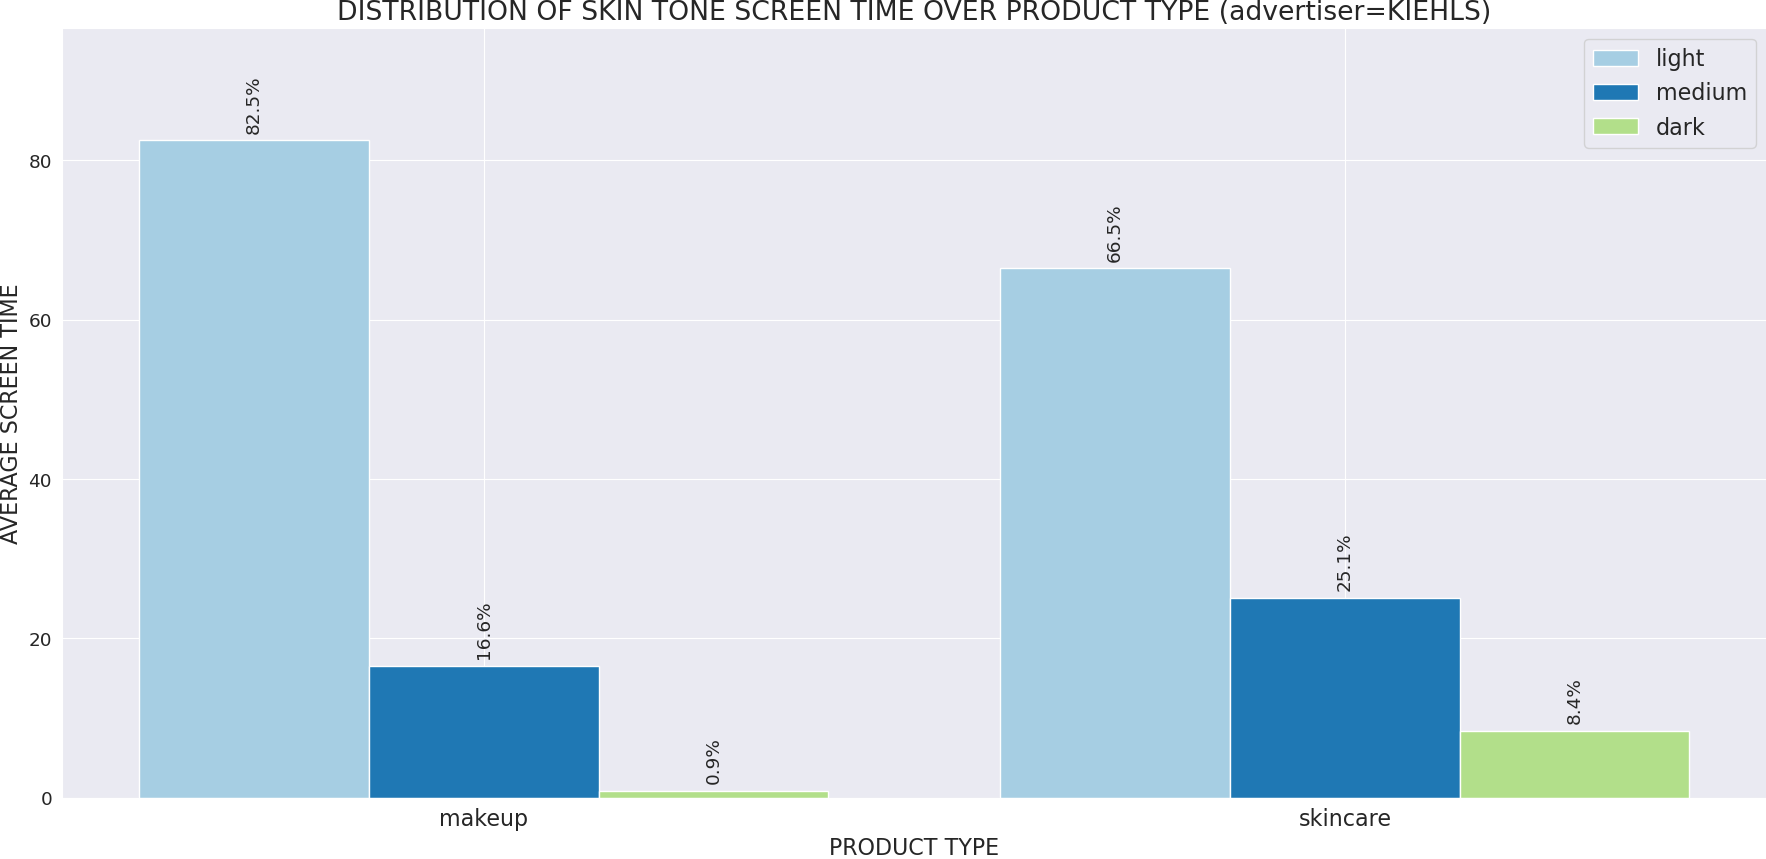 DISTRIBUTION OF SKIN TONE SCREEN TIME OVER PRODUCT TYPE (advertiser=KIEHLS)
light
medium
dark
AVERAGE SCREEN TIME
80
60
40
20
0
82.5%
16.6%
0.9%
66.5%
25.1%
8.4%
makeup
skincare
PRODUCT TYPE